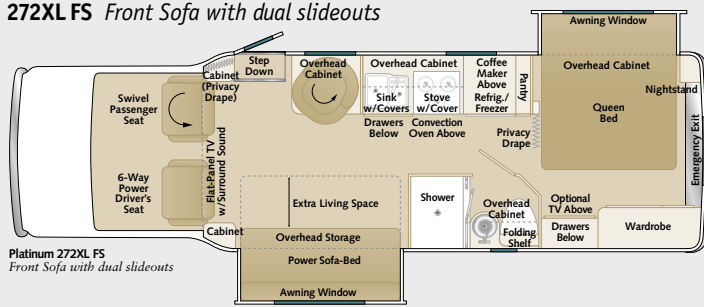 272XL FS Front Sofa with dual slideouts
Awning Window
Step
Down
Overhead
Cabinet
Overhead Cabinet
Coffee
Maker
Above
Pantry
Overhead Cabinet
Cabinet
(Privacy
Drape)
Nightstand
Swivel
Passenger
Seat
Sink
w/Covers
Stove
w/Cover
Refrig./
Freezer
Queen
Bed
Drawers
Below
Convection
Oven Above
Privacy
Drape
Emergency Exit
Flat-Panel TV
w/Surround Sound
6-Way
Power
Driver's
Seat
Extra Living Space
Shower
Overhead
Cabinet
Optional
TV Above
Cabinet
Overhead Storage
Folding
Shelf
Drawers
Below
Wardrobe
Platinum 272XL FS
Front Sofa with dual slideouts
Power Sofa-Bed
Awning Window